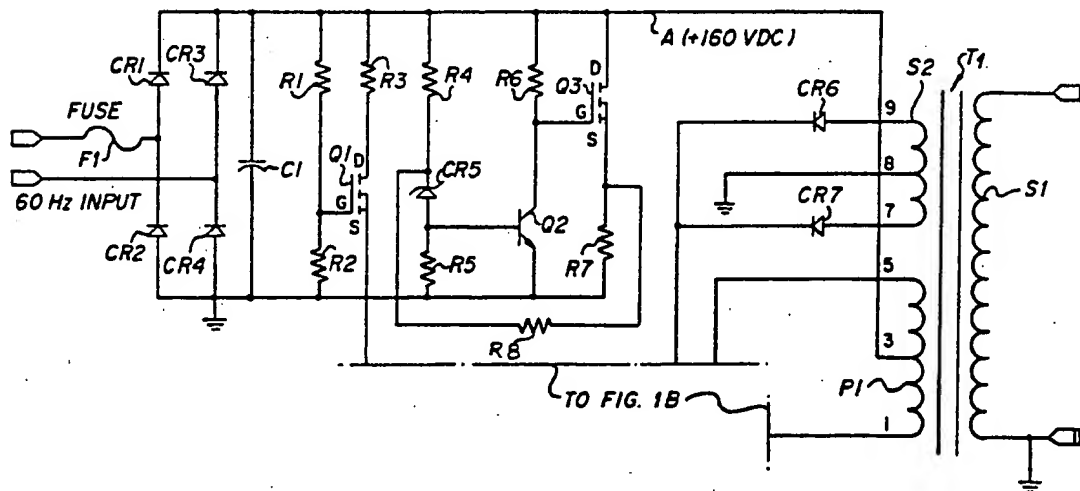 A (+160 VDC)
T1
CR1
CR3
R1
R3
R4
R6
Q3
D
G
S
S2
CR6
9
FUSE
F1
C1
Q1
D
G
S
CR5
Q2
8
S1
60 Hz INPUT
CR7
7
CR2
CR4
R2
R5
R7
5
R8
3
P1
TO FIG. 1B
1